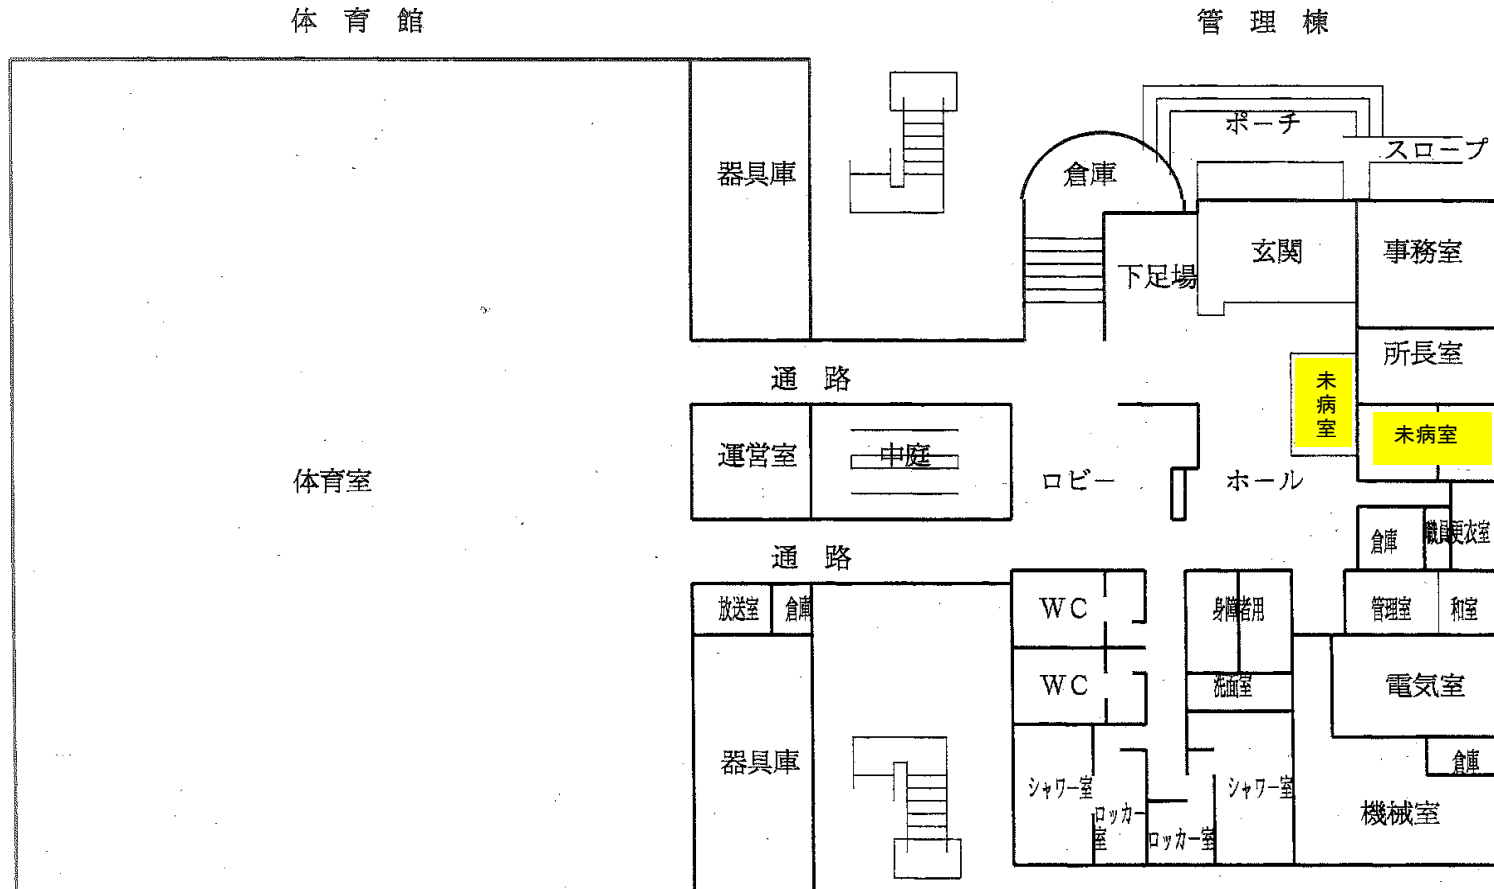 体 育 館
管 理 棟
ポーチ
スロープ
器具庫
倉庫
玄関
事務室
下足場
所長室
通 路
未病室
未病室
運営室
中庭
体育室
ロビー
ホール
倉庫
職員更衣室
通 路
放送室
倉庫
WC
身障者用
管理室
和室
WC
洗面室
電気室
器具庫
倉庫
シャワー室
シャワー室
ロッカー
室
ロッカー室
機械室